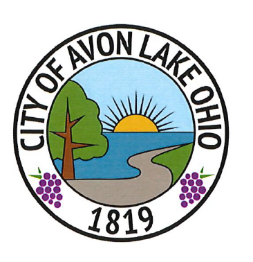 CITY OF AVON LAKE OHIO
1819